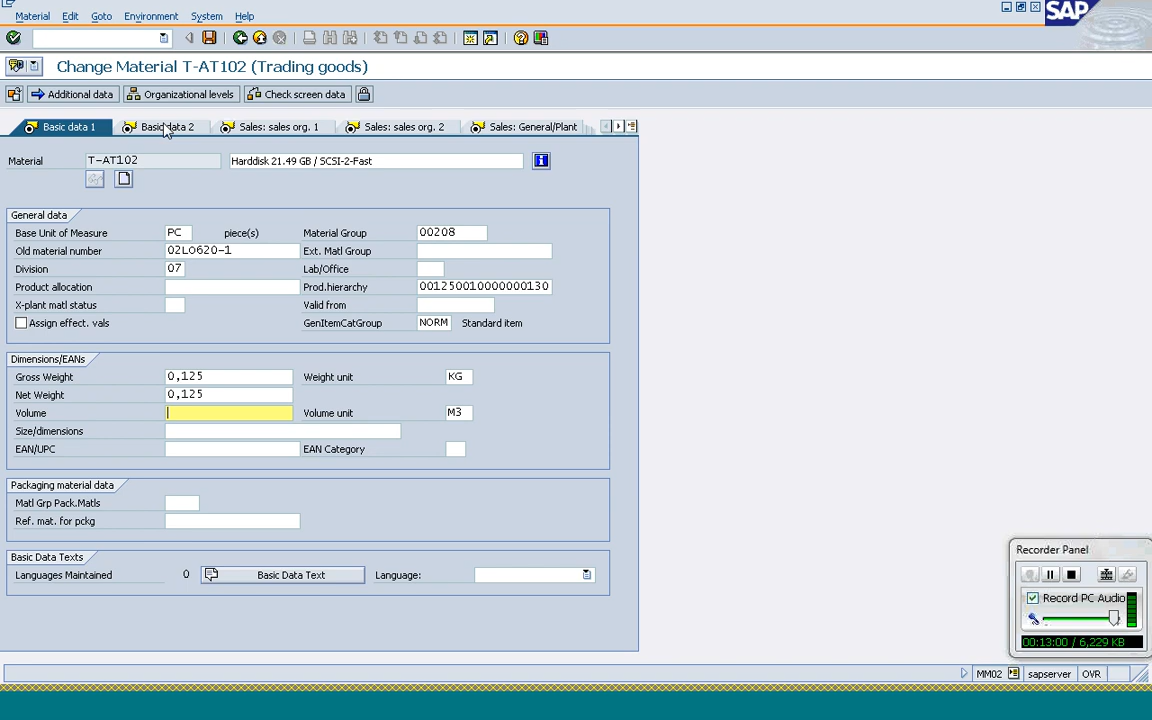 Material Edit Goto Environment System Help
SAP
Change Material T-AT102 (Trading goods)
Additional data Organizational levels Check screen data
Basic data 1 Basic data 2 Sales: sales org. 1 Sales: sales org. 2 Sales: General/Plant
Material T-AT102 Harddisk 21.49 GB / SCSI-2-Fast
General data
Base Unit of Measure PC piece(s) Material Group 00208
Old material number 02LO620-1 Ext. Matl Group
Division 07 Lab/Office
Product allocation Prod.hierarchy 001250010000000130
X-plant matl status Valid from
Assign effect. vals GenItemCatGroup NORM Standard item
Dimensions/EANs
Gross Weight 0,125 Weight unit KG
Net Weight 0,125
Volume Volume unit M3
Size/dimensions
EAN/UPC EAN Category
Packaging material data
Matl Grp Pack.Matls
Ref. mat. for pckg
Basic Data Texts
Languages Maintained 0 Basic Data Text Language:
Recorder Panel
Record PC Audio
00:13:00 / 6,229 KB
MM02 sapserver OVR